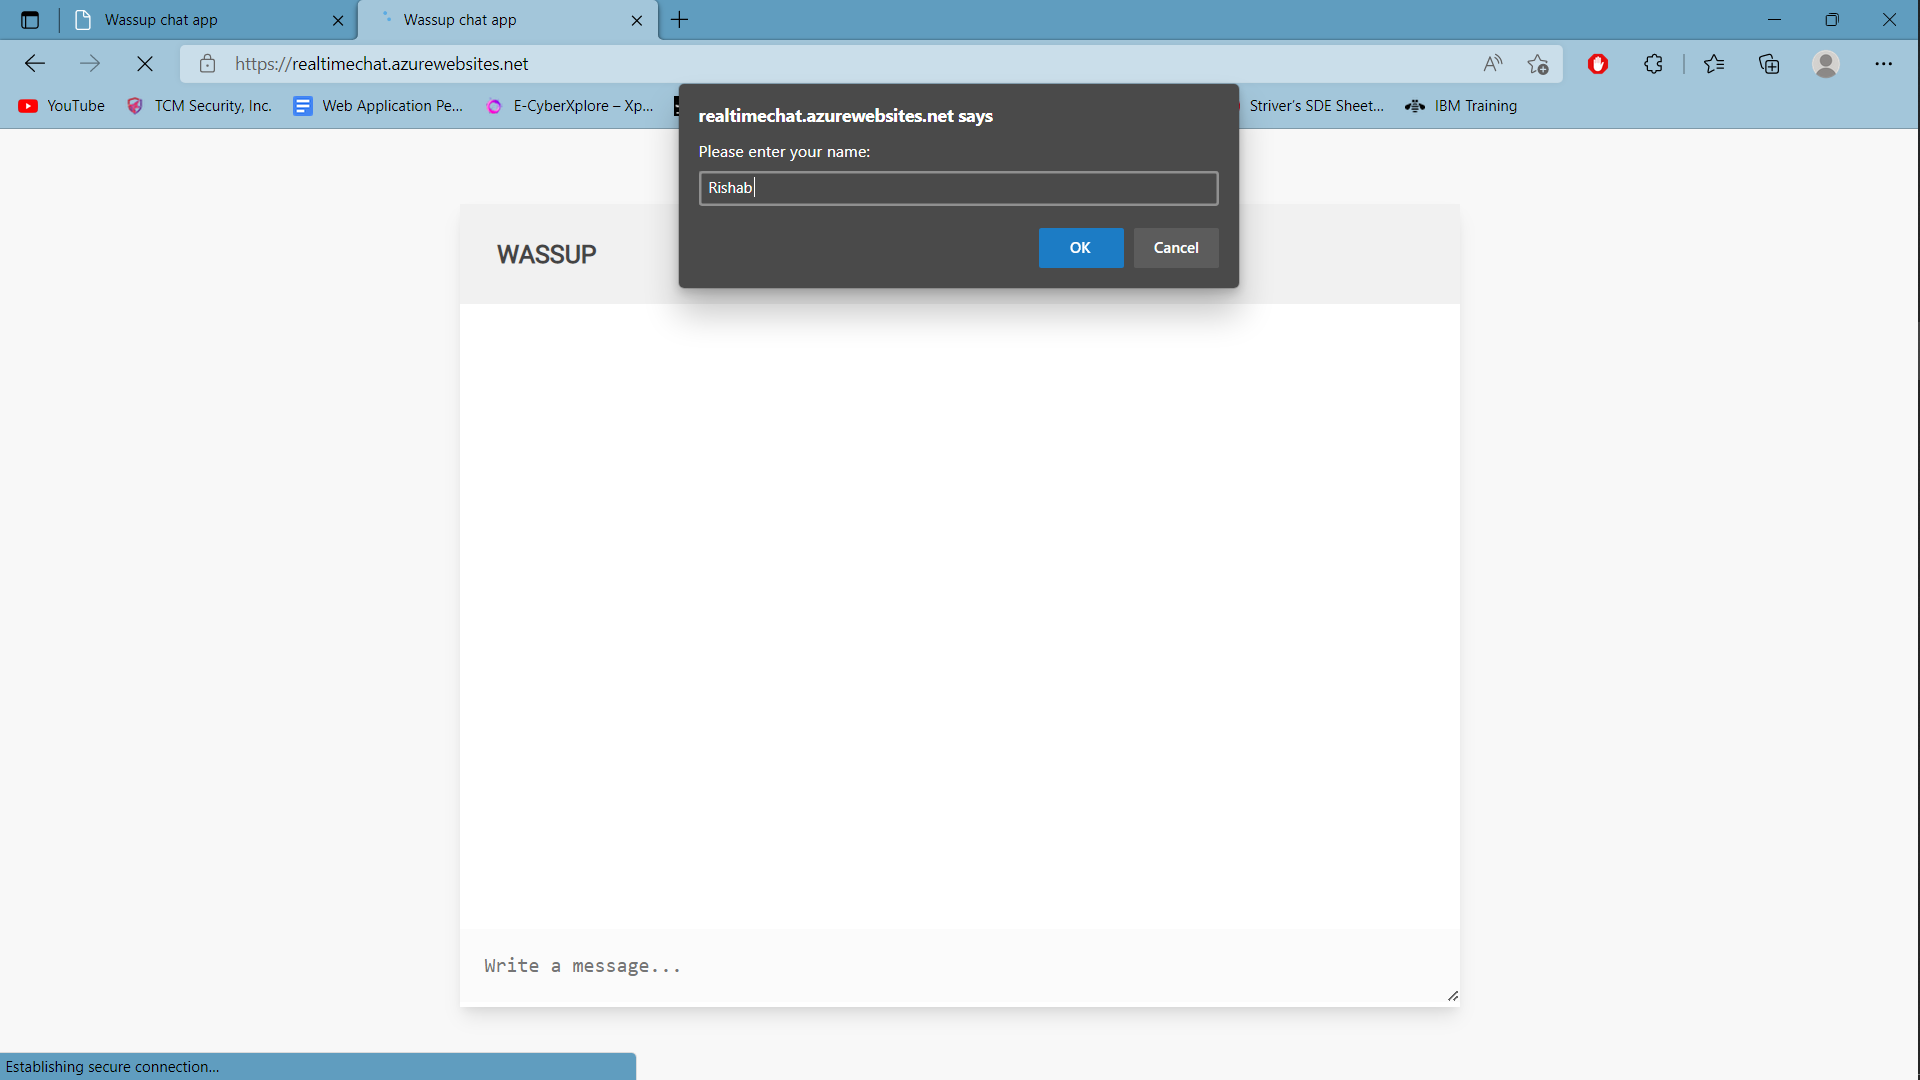 Wassup chat app
Wassup chat app
https://realtimechat.azurewebsites.net
YouTube
TCM Security, Inc.
Web Application Pe...
E-CyberXplore – Xp...
Striver's SDE Sheet...
IBM Training
realtimechat.azurewebsites.net says
Please enter your name:
Rishab
OK
Cancel
WASSUP
Write a message...
Establishing secure connection...